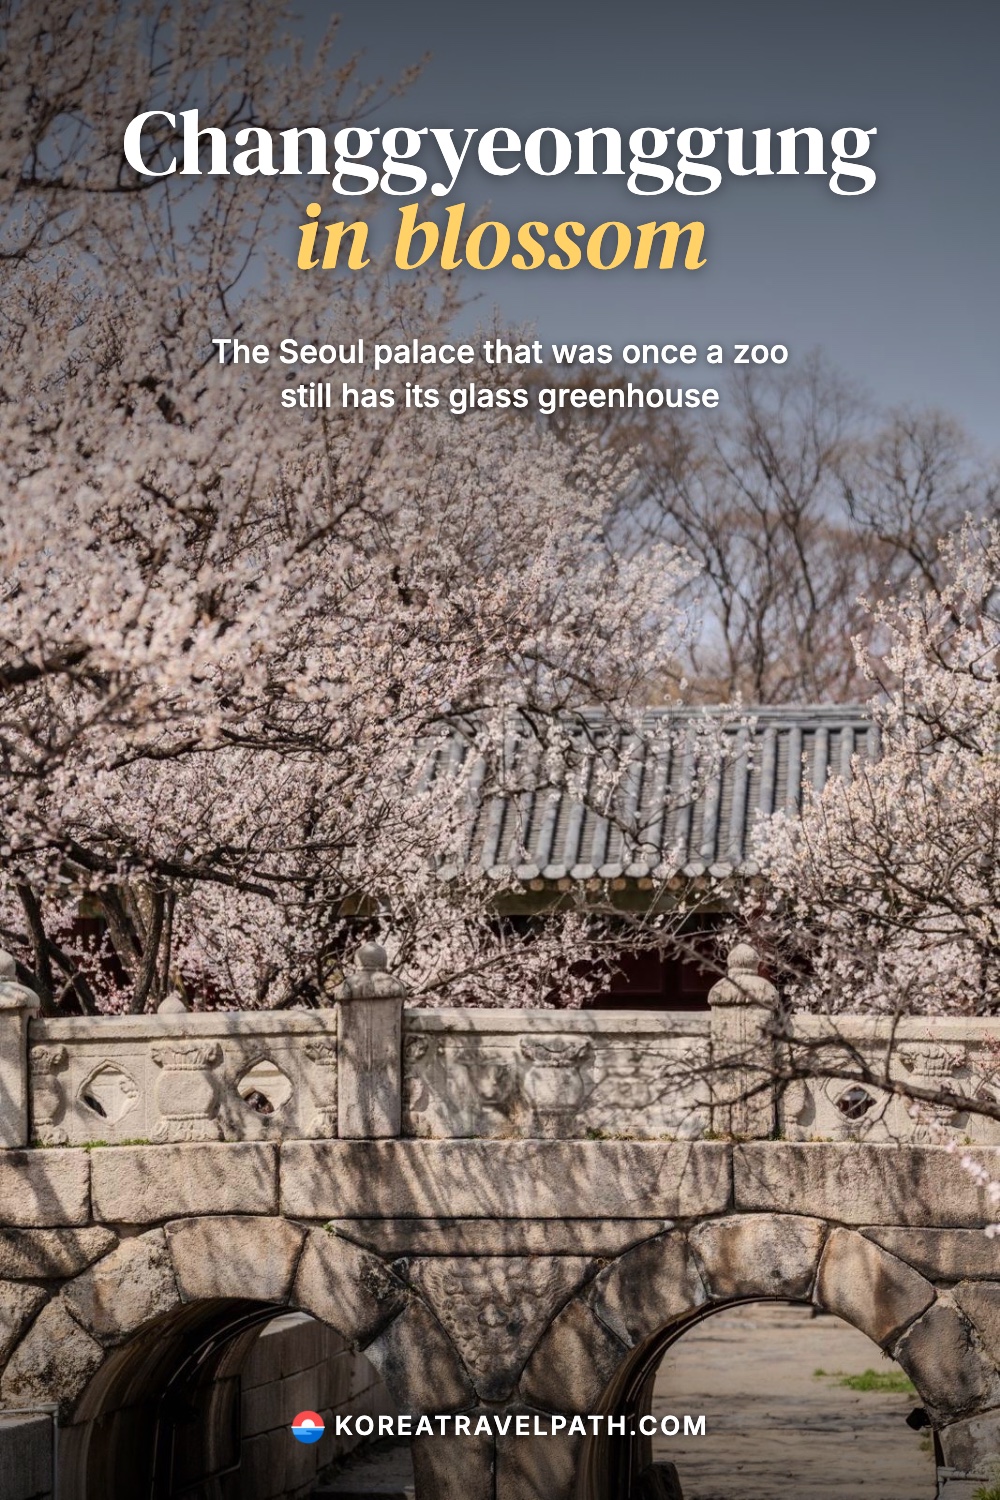 Changgyeonggung
in blossom
The Seoul palace that was once a zoo
still has its glass greenhouse
KOREATRAVELPATH.COM